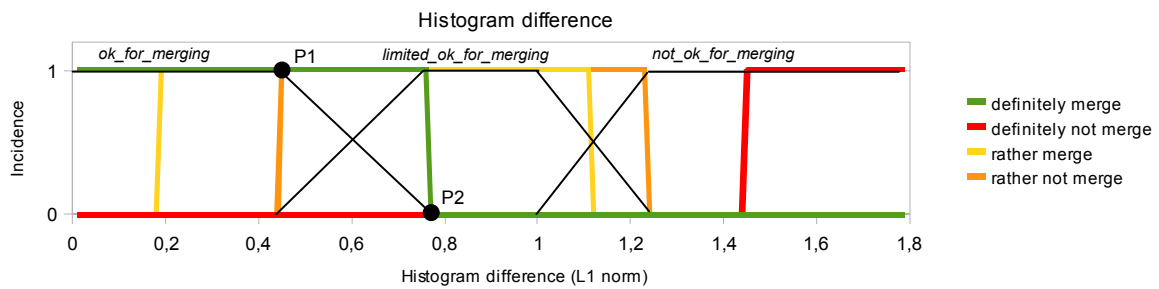 Histogram difference
ok_for_merging
P1
limited_ok_for_merging
not_ok_for_merging
1
Incidence
0
P2
0 0,2 0,4 0,6 0,8 1 1,2 1,4 1,6 1,8
Histogram difference (L1 norm)
definitely merge
definitely not merge
rather merge
rather not merge